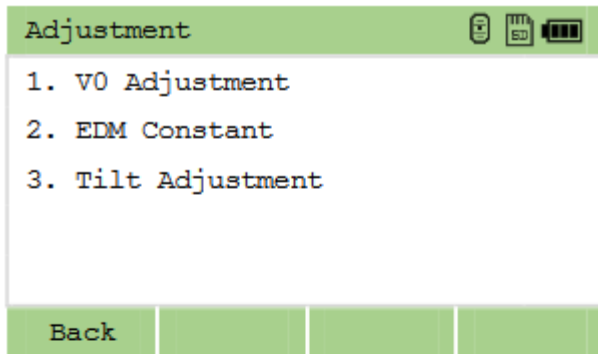 Adjustment
1. V0 Adjustment
2. EDM Constant
3. Tilt Adjustment
Back